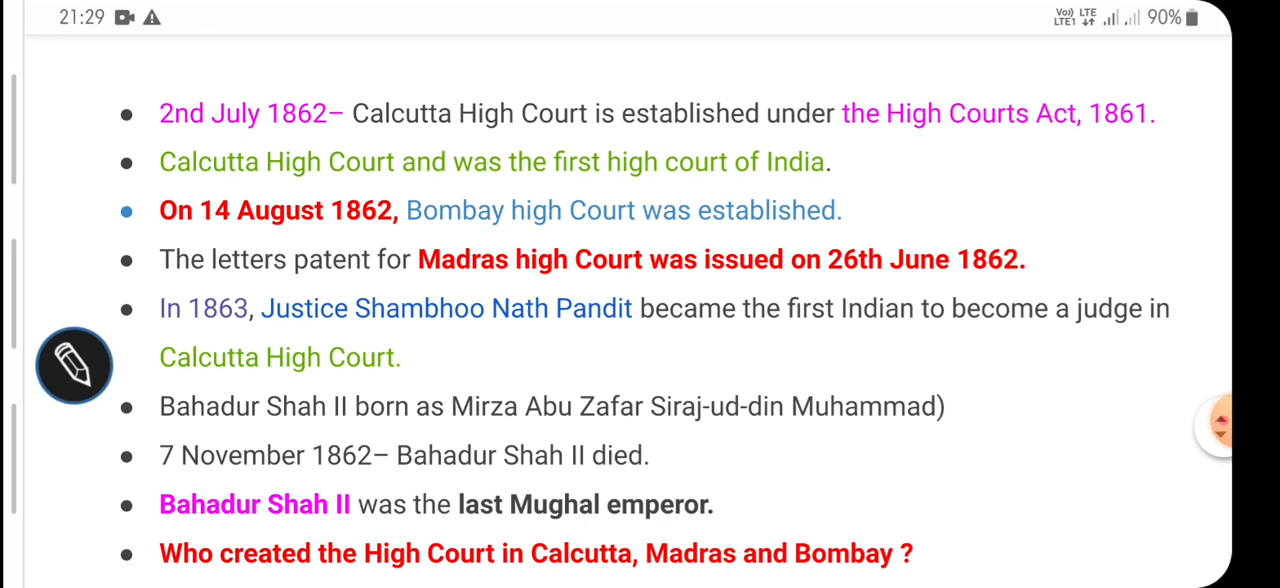 21:29
Vo)) LTE
LTE1
90%
2nd July 1862– Calcutta High Court is established under the High Courts Act, 1861.
Calcutta High Court and was the first high court of India.
On 14 August 1862, Bombay high Court was established.
The letters patent for Madras high Court was issued on 26th June 1862.
In 1863, Justice Shambhoo Nath Pandit became the first Indian to become a judge in
Calcutta High Court.
Bahadur Shah II born as Mirza Abu Zafar Siraj-ud-din Muhammad)
7 November 1862– Bahadur Shah II died.
Bahadur Shah II was the last Mughal emperor.
Who created the High Court in Calcutta, Madras and Bombay ?